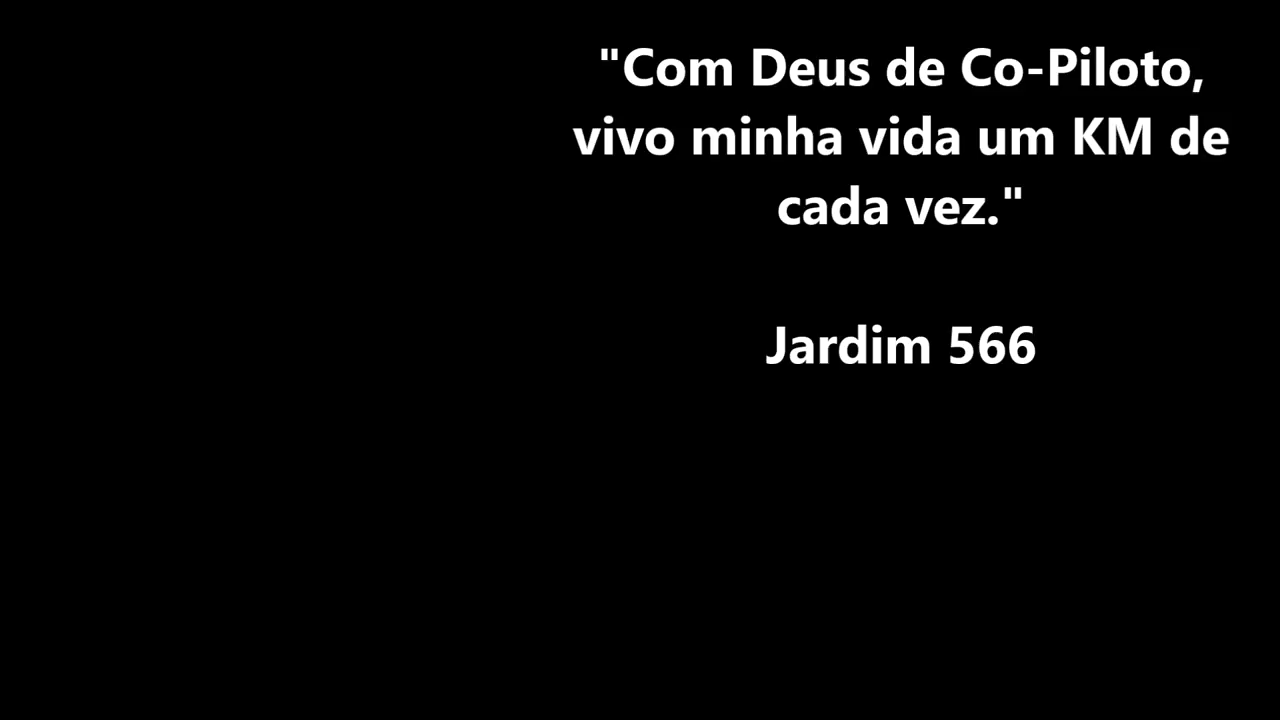 "Com Deus de Co-Piloto,
vivo minha vida um KM de
cada vez."
Jardim 566